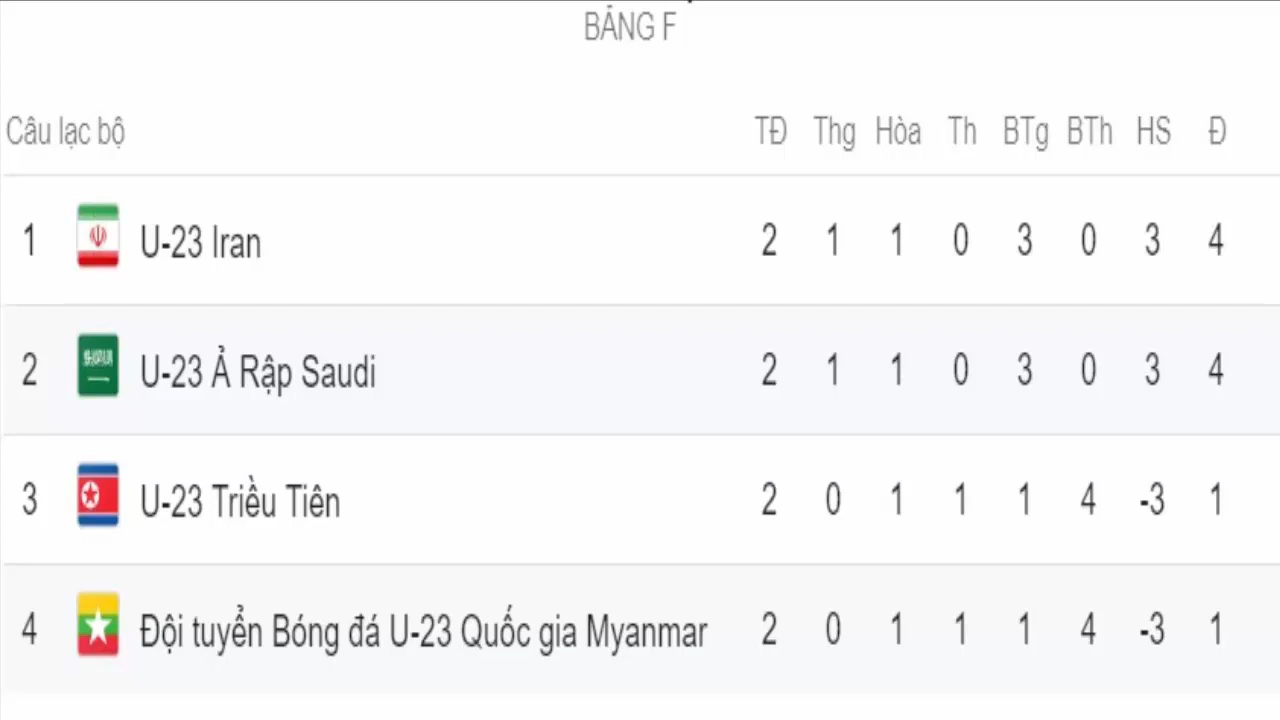 BẢNG F
Câu lạc bộ TĐ Thg Hòa Th BTg BTh HS Đ
1 U-23 Iran 2 1 1 0 3 0 3 4
2 U-23 Ả Rập Saudi 2 1 1 0 3 0 3 4
3 U-23 Triều Tiên 2 0 1 1 1 4 -3 1
4 Đội tuyển Bóng đá U-23 Quốc gia Myanmar 2 0 1 1 1 4 -3 1